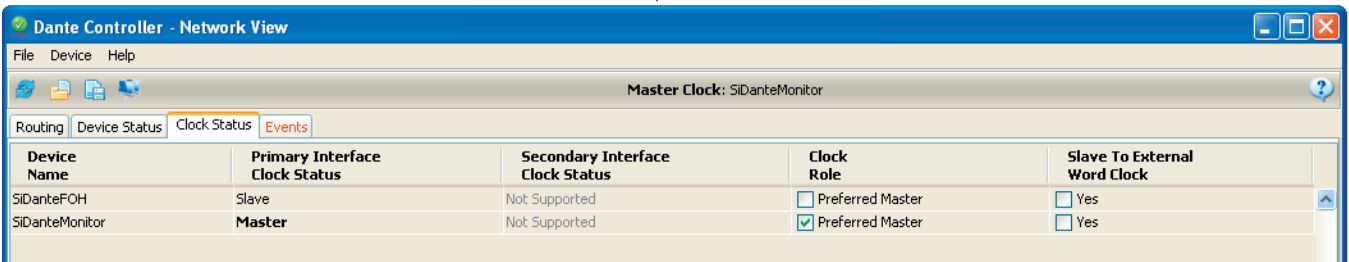 Dante Controller - Network View
File Device Help
Master Clock: SiDanteMonitor
?
Routing Device Status Clock Status Events
Device Name Primary Interface Clock Status Secondary Interface Clock Status Clock Role Slave To External Word Clock
SiDanteFOH Slave Not Supported Preferred Master Yes
SiDanteMonitor Master Not Supported Preferred Master Yes